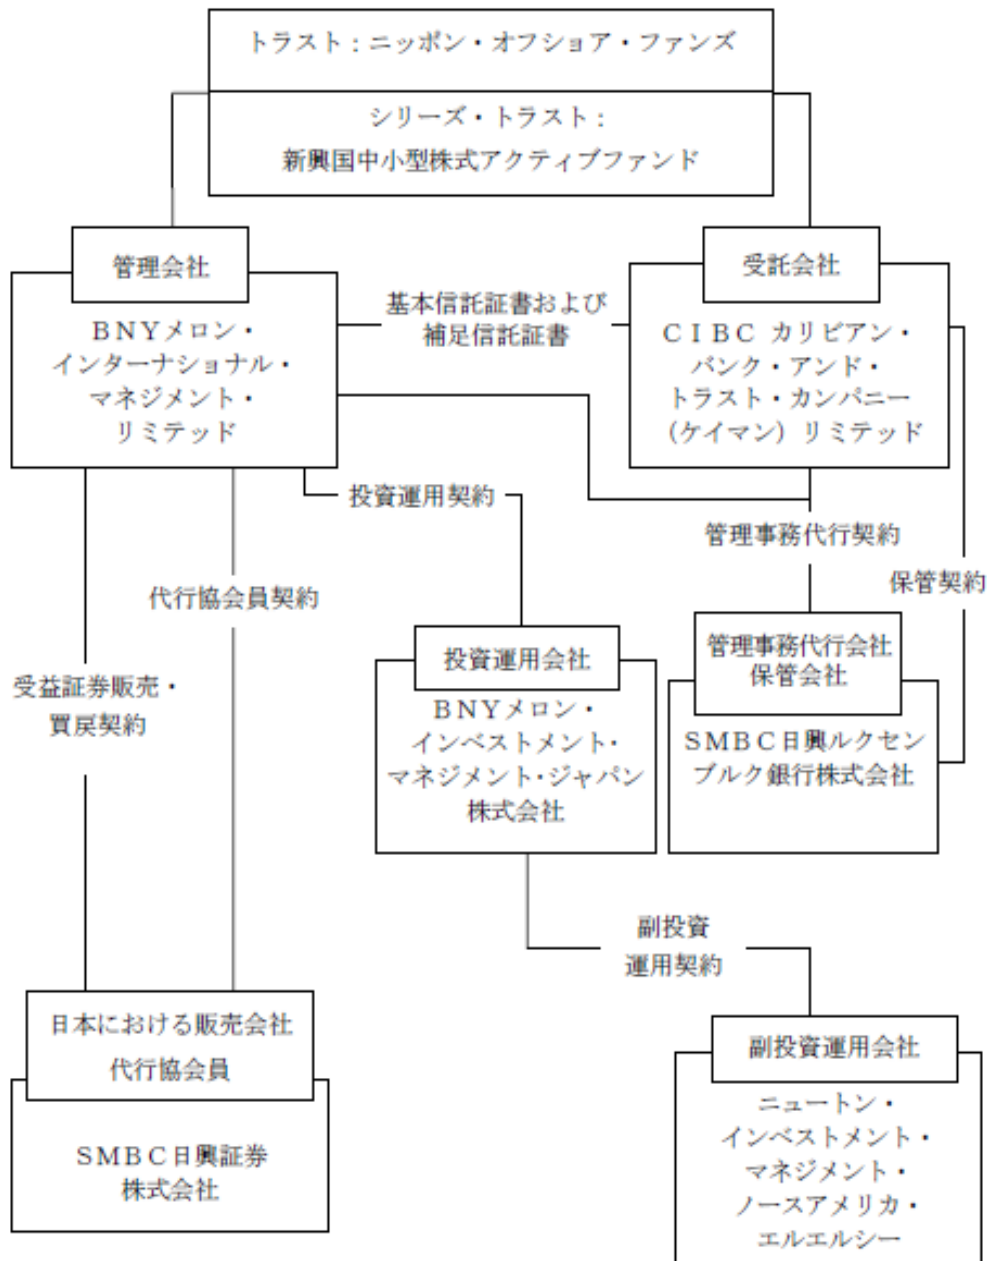 トラスト：ニッポン・オフショア・ファンズ
シリーズ・トラスト：
新興国中小型株式アクティブファンド
管理会社
ＢＮＹメロン・
インターナショナル・
マネジメント・
リミテッド
基本信託証書および
補足信託証書
受託会社
ＣＩＢＣ カリビアン・
バンク・アンド・
トラスト・カンパニー
（ケイマン）リミテッド
投資運用契約
管理事務代行契約
保管契約
代行協会員契約
受益証券販売・
買戻契約
投資運用会社
ＢＮＹメロン・
インベストメント・
マネジメント・ジャパン
株式会社
管理事務代行会社
保管会社
ＳＭＢＣ日興ルクセン
ブルク銀行株式会社
副投資
運用契約
日本における販売会社
代行協会員
ＳＭＢＣ日興証券
株式会社
副投資運用会社
ニュートン・
インベストメント・
マネジメント・
ノースアメリカ・
エルエルシー